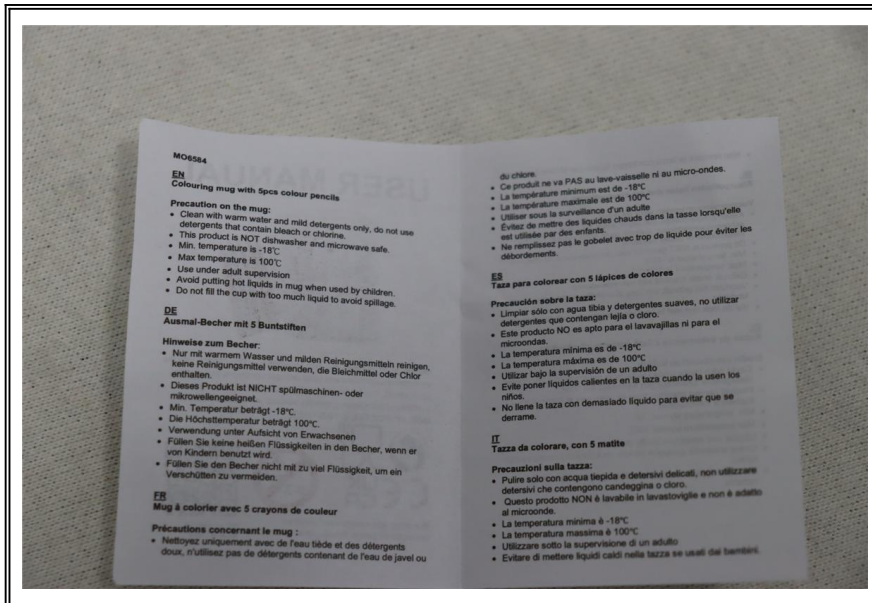 MO6584
EN
Colouring mug with 5pcs colour pencils
Precaution on the mug:
• Clean with warm water and mild detergents only, do not use
detergents that contain bleach or chlorine.
• This product is NOT dishwasher and microwave safe.
• Min. temperature is -18℃
• Max temperature is 100℃
• Use under adult supervision
• Avoid putting hot liquids in mug when used by children.
• Do not fill the cup with too much liquid to avoid spillage.
DE
Ausmal-Becher mit 5 Buntstiften
Hinweise zum Becher:
• Nur mit warmem Wasser und milden Reinigungsmitteln reinigen,
keine Reinigungsmittel verwenden, die Bleichmittel oder Chlor
enthalten.
• Dieses Produkt ist NICHT spülmaschinen- oder
mikrowellengeeignet.
• Min. Temperatur beträgt -18°C.
• Die Höchsttemperatur beträgt 100°C.
• Verwendung unter Aufsicht von Erwachsenen
• Füllen Sie keine heißen Flüssigkeiten in den Becher, wenn er
von Kindern benutzt wird.
• Füllen Sie den Becher nicht mit zu viel Flüssigkeit, um ein
Verschütten zu vermeiden.
FR
Mug à colorier avec 5 crayons de couleur
Précautions concernant le mug :
• Nettoyez uniquement avec de l'eau tiède et des détergents
doux, n'utilisez pas de détergents contenant de l'eau de javel ou
du chlore.
• Ce produit ne va PAS au lave-vaisselle ni au micro-ondes.
• La température minimum est de -18°C
• La température maximale est de 100°C
• Utiliser sous la surveillance d'un adulte
• Évitez de mettre des liquides chauds dans la tasse lorsqu'elle
est utilisée par des enfants.
• Ne remplissez pas le gobelet avec trop de liquide pour éviter les
débordements.
ES
Taza para colorear con 5 lápices de colores
Precaución sobre la taza:
• Limpiar sólo con agua tibia y detergentes suaves, no utilizar
detergentes que contengan lejía o cloro.
• Este producto NO es apto para el lavavajillas ni para el
microondas.
• La temperatura mínima es de -18°C
• La temperatura máxima es de 100°C
• Utilizar bajo la supervisión de un adulto
• Evite poner líquidos calientes en la taza cuando la usen los
niños.
• No llene la taza con demasiado líquido para evitar que se
derrame.
IT
Tazza da colorare, con 5 matite
Precauzioni sulla tazza:
• Pulire solo con acqua tiepida e detersivi delicati, non utilizzare
detersivi che contengono candeggina o cloro.
• Questo prodotto NON è lavabile in lavastoviglie e non è adatto
al microonde.
• La temperatura minima è -18°C
• La temperatura massima è 100°C
• Utilizzare sotto la supervisione di un adulto
• Evitare di mettere liquidi caldi nella tazza se usati dai bambini.